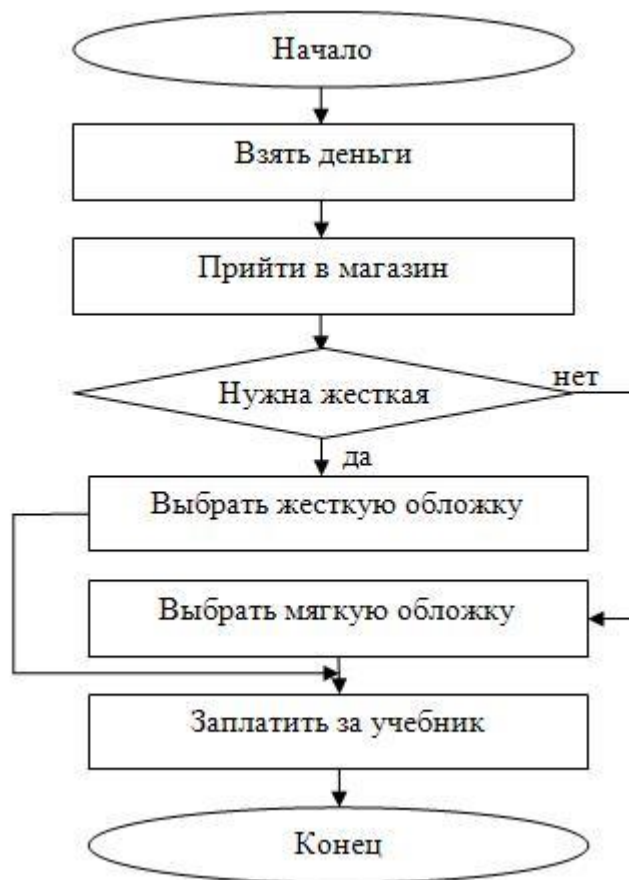 Начало
Взять деньги
Прийти в магазин
Нужна жесткая
нет
да
Выбрать жесткую обложку
Выбрать мягкую обложку
Заплатить за учебник
Конец